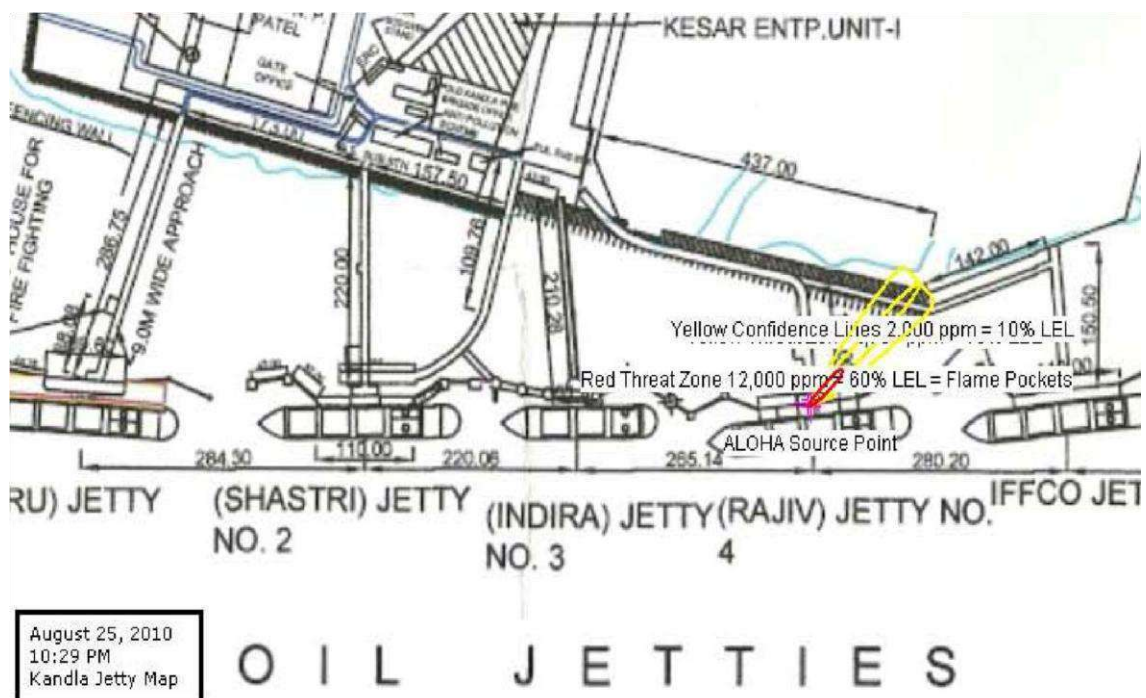 PATEL
KESAR ENTP.UNIT-I
GATE
OFFICE
FENCING WALL
HOUSE FOR
FIRE FIGHTING
286.75
9.0M WIDE APPROACH
157.50
220.00
109.76
210.28
437.00
142.00
150.50
Yellow Confidence Lines 2,000 ppm = 10% LEL
Red Threat Zone 12,000 ppm = 60% LEL = Flame Pockets
ALOHA Source Point
284.50
110.00
220.06
265.14
280.20
RU) JETTY
(SHASTRI) JETTY
NO. 2
(INDIRA) JETTY
NO. 3
(RAJIV) JETTY NO.
4
IFFCO JET
August 25, 2010
10:29 PM
Kandla Jetty Map
OIL JETTIES